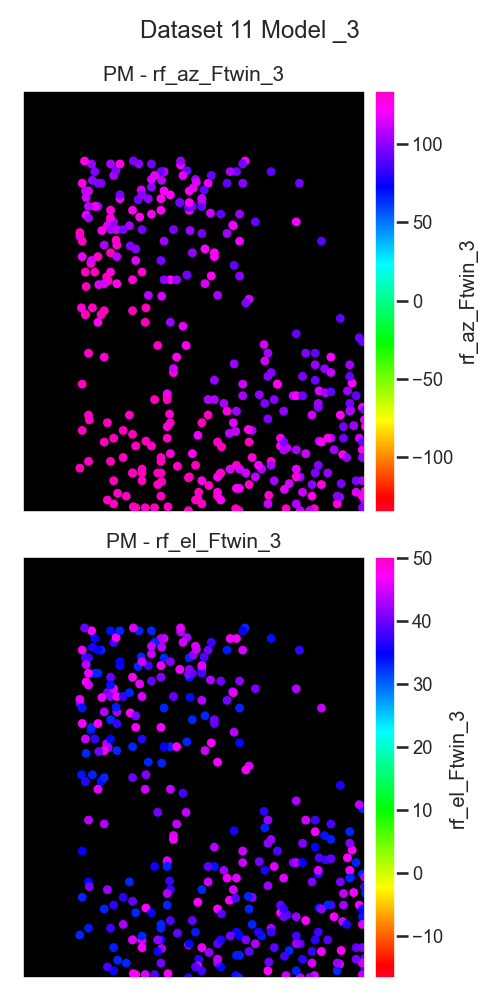 Dataset 11 Model _3
PM - rf_az_Ftwin_3
100
50
0
−50
−100
rf_az_Ftwin_3
PM - rf_el_Ftwin_3
50
40
30
20
10
0
−10
rf_el_Ftwin_3